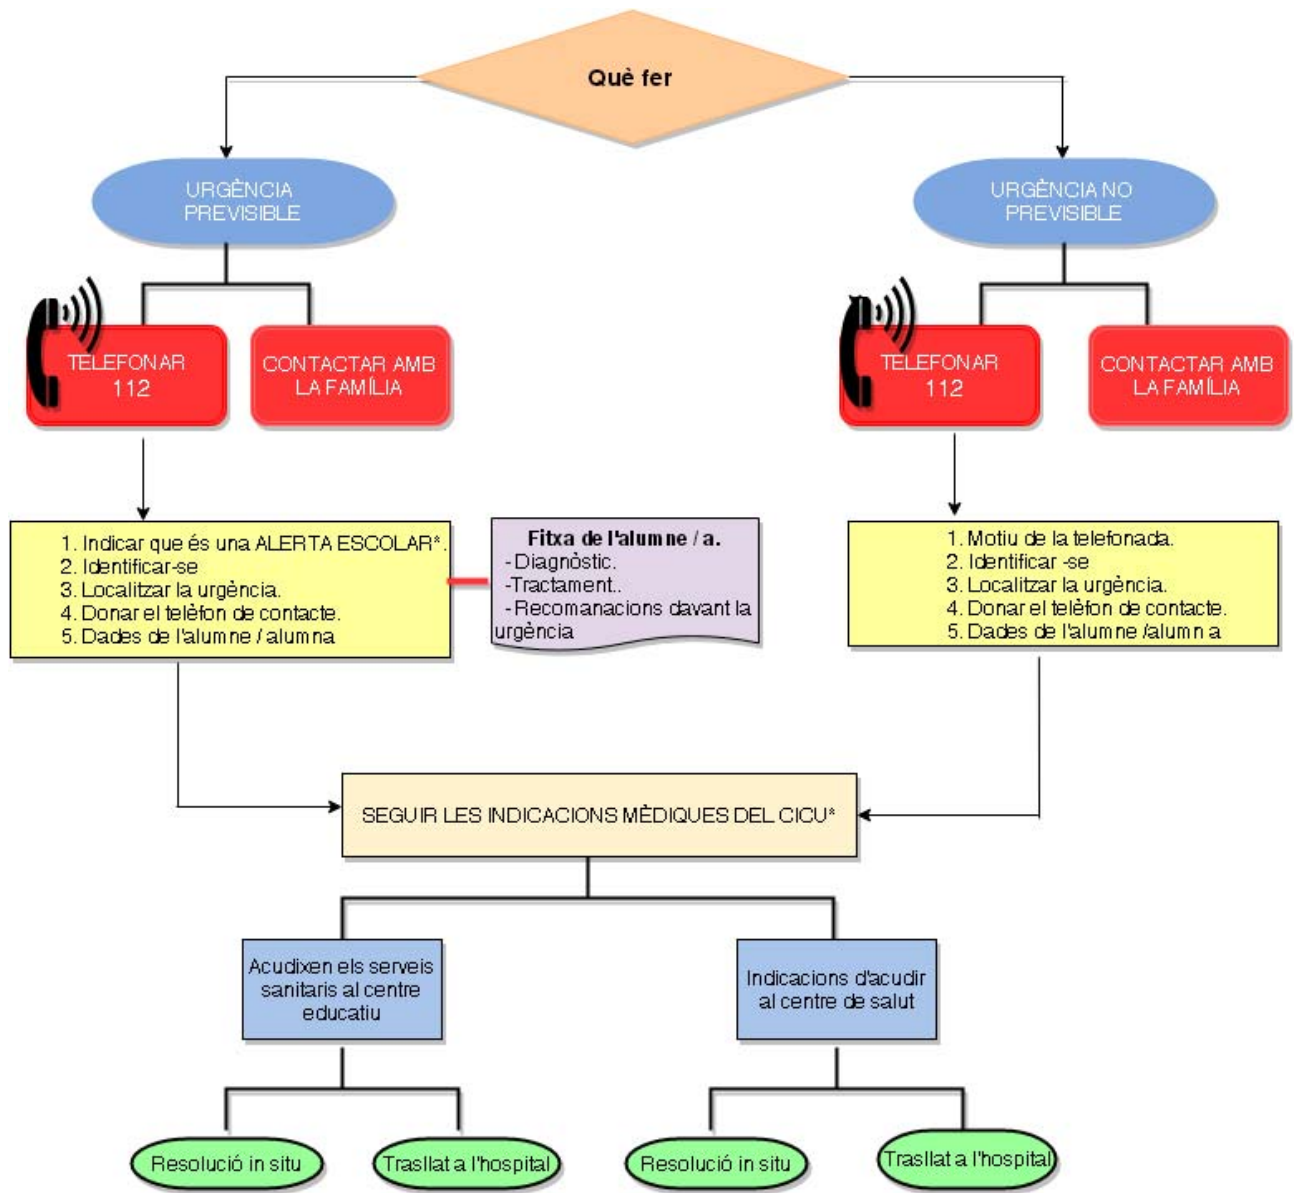 Què fer
URGÈNCIA
PREVISIBLE
URGÈNCIA NO
PREVISIBLE
TELEFONAR
112
CONTACTAR AMB
LA FAMÍLIA
TELEFONAR
112
CONTACTAR AMB
LA FAMÍLIA
1. Indicar que és una ALERTA ESCOLAR*.
2. Identificar-se
3. Localitzar la urgència.
4. Donar el telèfon de contacte.
5. Dades de l'alumne / alumna
Fitxa de l'alumne / a.
- Diagnòstic.
-Tractament..
-Recomanacions davant la
urgència
1. Motiu de la telefonada.
2. Identificar -se
3. Localitzar la urgència.
4. Donar el telèfon de contacte.
5. Dades de l'alumne /alumn a
SEGUIR LES INDICACIONS MÈDIQUES DEL CICU*
Acudixen els serveis
sanitaris al centre
educatiu
Indicacions d'acudir
al centre de salut
Resolució in situ
Trasllat a l'hospital
Resolució in situ
Trasllat a l'hospital